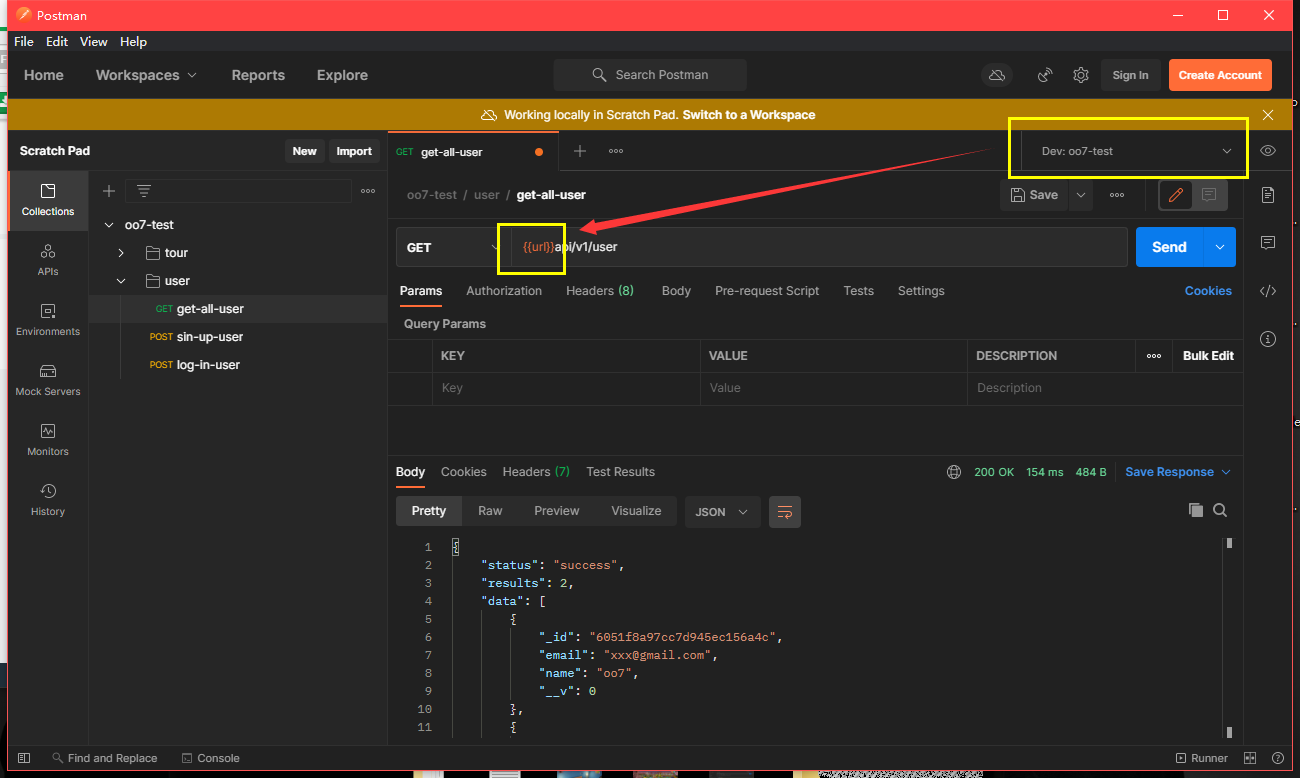 Postman
File Edit View Help
Home Workspaces Reports Explore Search Postman Sign In Create Account
Working locally in Scratch Pad. Switch to a Workspace
Scratch Pad New Import GET get-all-user Dev: oo7-test
oo7-test / user / get-all-user Save
Collections
APIs
Environments
Mock Servers
Monitors
History
oo7-test
tour
user
GET get-all-user
POST sin-up-user
POST log-in-user
GET {{url}}api/v1/user Send
Params Authorization Headers (8) Body Pre-request Script Tests Settings Cookies
Query Params
KEY VALUE DESCRIPTION Bulk Edit
Key Value Description
Body Cookies Headers (7) Test Results 200 OK 154 ms 484 B Save Response
Pretty Raw Preview Visualize JSON
1 {
2 "status": "success",
3 "results": 2,
4 "data": [
5 {
6 "_id": "6051f8a97cc7d945ec156a4c",
7 "email": "xxx@gmail.com",
8 "name": "oo7",
9 "__v": 0
10 },
11 {
Find and Replace Console Runner